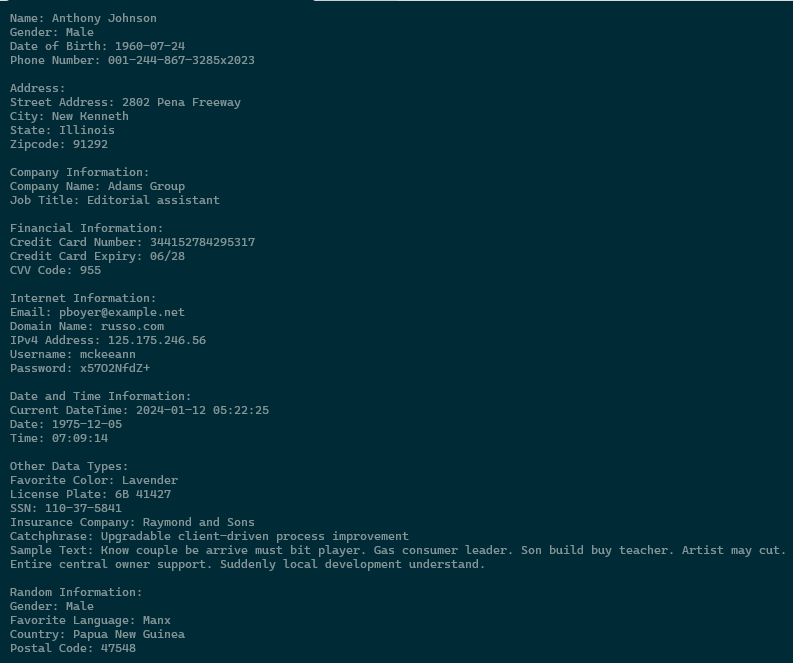 Name: Anthony Johnson
Gender: Male
Date of Birth: 1960-07-24
Phone Number: 001-244-867-3285x2023
Address:
Street Address: 2802 Pena Freeway
City: New Kenneth
State: Illinois
Zipcode: 91292
Company Information:
Company Name: Adams Group
Job Title: Editorial assistant
Financial Information:
Credit Card Number: 344152784295317
Credit Card Expiry: 06/28
CVV Code: 955
Internet Information:
Email: pboyer@example.net
Domain Name: russo.com
IPv4 Address: 125.175.246.56
Username: mckeeann
Password: x57O2NfdZ+
Date and Time Information:
Current DateTime: 2024-01-12 05:22:25
Date: 1975-12-05
Time: 07:09:14
Other Data Types:
Favorite Color: Lavender
License Plate: 6B 41427
SSN: 110-37-5841
Insurance Company: Raymond and Sons
Catchphrase: Upgradable client-driven process improvement
Sample Text: Know couple be arrive must bit player. Gas consumer leader. Son build buy teacher. Artist may cut.
Entire central owner support. Suddenly local development understand.
Random Information:
Gender: Male
Favorite Language: Manx
Country: Papua New Guinea
Postal Code: 47548